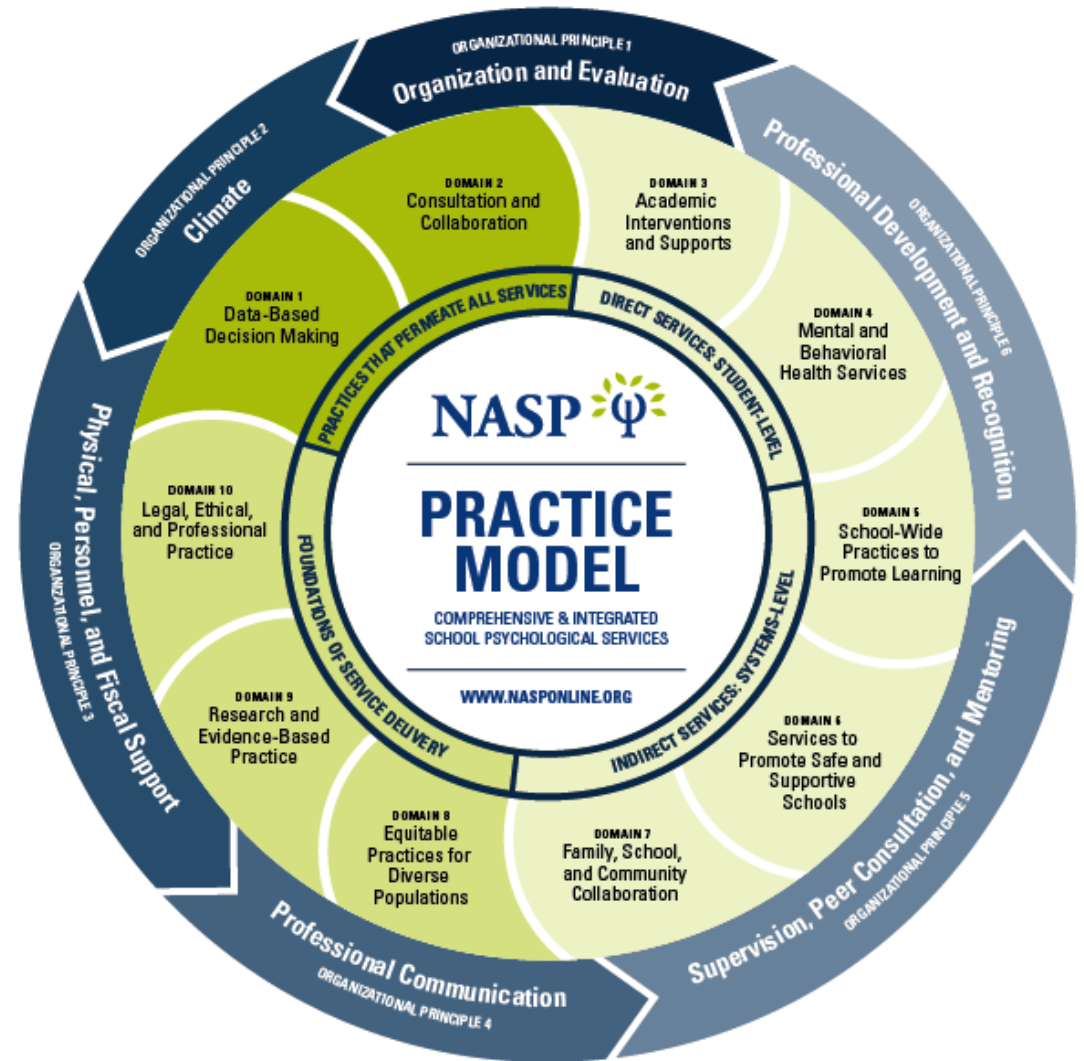 ORGANIZATIONAL PRINCIPLE 1
Organization and Evaluation
ORGANIZATIONAL PRINCIPLE 2
Climate
Physical, Personnel, and Fiscal Support
ORGANIZATIONAL PRINCIPLE 3
Professional Communication
ORGANIZATIONAL PRINCIPLE 4
Supervision, Peer Consultation, and Mentoring
ORGANIZATIONAL PRINCIPLE 5
Professional Development and Recognition
ORGANIZATIONAL PRINCIPLE 6
DOMAIN 1
Data-Based
Decision Making
DOMAIN 2
Consultation and
Collaboration
DOMAIN 3
Academic
Interventions
and Supports
DOMAIN 4
Mental and
Behavioral
Health Services
DOMAIN 5
School-Wide
Practices to
Promote Learning
DOMAIN 6
Services to
Promote Safe and
Supportive
Schools
DOMAIN 7
Family, School,
and Community
Collaboration
DOMAIN 8
Equitable
Practices for
Diverse
Populations
DOMAIN 9
Research and
Evidence-Based
Practice
DOMAIN 10
Legal, Ethical,
and Professional
Practice
PRACTICES THAT PERMEATE ALL SERVICES
DIRECT SERVICES: STUDENT-LEVEL
INDIRECT SERVICES: SYSTEMS-LEVEL
FOUNDATIONS OF SERVICE DELIVERY
NASP ψ
PRACTICE
MODEL
COMPREHENSIVE & INTEGRATED
SCHOOL PSYCHOLOGICAL SERVICES
WWW.NASPONLINE.ORG